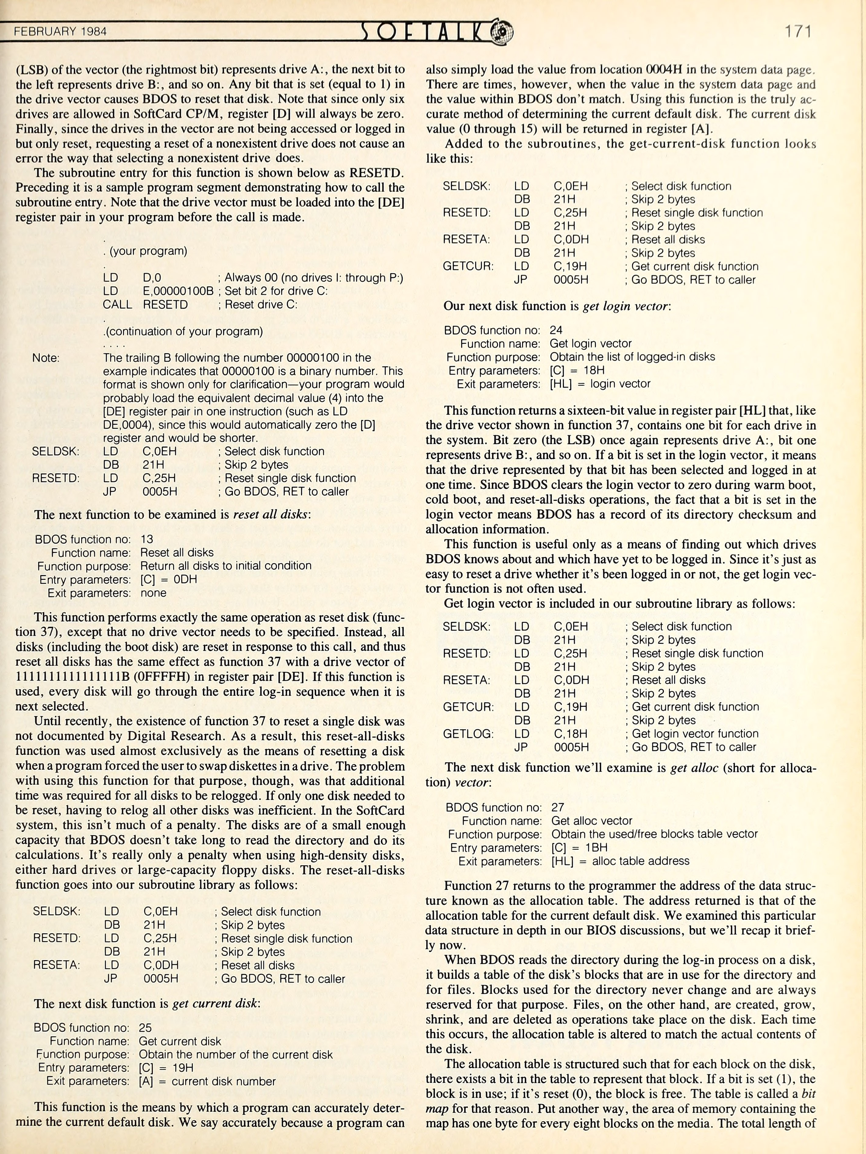 FEBRUARY 1984
SOFTALK
171
(LSB) of the vector (the rightmost bit) represents drive A:, the next bit to
the left represents drive B:, and so on. Any bit that is set (equal to 1) in
the drive vector causes BDOS to reset that disk. Note that since only six
drives are allowed in SoftCard CP/M, register [D] will always be zero.
Finally, since the drives in the vector are not being accessed or logged in
but only reset, requesting a reset of a nonexistent drive does not cause an
error the way that selecting a nonexistent drive does.
The subroutine entry for this function is shown below as RESETD.
Preceding it is a sample program segment demonstrating how to call the
subroutine entry. Note that the drive vector must be loaded into the [DE]
register pair in your program before the call is made.
.
. (your program)
.
LD D,0 ; Always 00 (no drives I: through P:)
LD E,00000100B ; Set bit 2 for drive C:
CALL RESETD ; Reset drive C:
.
.(continuation of your program)
. . . .
Note: The trailing B following the number 00000100 in the
example indicates that 00000100 is a binary number. This
format is shown only for clarification—your program would
probably load the equivalent decimal value (4) into the
[DE] register pair in one instruction (such as LD
DE,0004), since this would automatically zero the [D]
register and would be shorter.
SELDSK: LD C,0EH ; Select disk function
DB 21H ; Skip 2 bytes
RESETD: LD C,25H ; Reset single disk function
JP 0005H ; Go BDOS, RET to caller
The next function to be examined is reset all disks:
BDOS function no: 13
Function name: Reset all disks
Function purpose: Return all disks to initial condition
Entry parameters: [C] = 0DH
Exit parameters: none
This function performs exactly the same operation as reset disk (func-
tion 37), except that no drive vector needs to be specified. Instead, all
disks (including the boot disk) are reset in response to this call, and thus
reset all disks has the same effect as function 37 with a drive vector of
1111111111111111B (0FFFFH) in register pair [DE]. If this function is
used, every disk will go through the entire log-in sequence when it is
next selected.
Until recently, the existence of function 37 to reset a single disk was
not documented by Digital Research. As a result, this reset-all-disks
function was used almost exclusively as the means of resetting a disk
when a program forced the user to swap diskettes in a drive. The problem
with using this function for that purpose, though, was that additional
time was required for all disks to be relogged. If only one disk needed to
be reset, having to relog all other disks was inefficient. In the SoftCard
system, this isn't much of a penalty. The disks are of a small enough
capacity that BDOS doesn't take long to read the directory and do its
calculations. It's really only a penalty when using high-density disks,
either hard drives or large-capacity floppy disks. The reset-all-disks
function goes into our subroutine library as follows:
SELDSK: LD C,0EH ; Select disk function
DB 21H ; Skip 2 bytes
RESETD: LD C,25H ; Reset single disk function
DB 21H ; Skip 2 bytes
RESETA: LD C,0DH ; Reset all disks
JP 0005H ; Go BDOS, RET to caller
The next disk function is get current disk:
BDOS function no: 25
Function name: Get current disk
Function purpose: Obtain the number of the current disk
Entry parameters: [C] = 19H
Exit parameters: [A] = current disk number
This function is the means by which a program can accurately deter-
mine the current default disk. We say accurately because a program can
also simply load the value from location 0004H in the system data page.
There are times, however, when the value in the system data page and
the value within BDOS don't match. Using this function is the truly ac-
curate method of determining the current default disk. The current disk
value (0 through 15) will be returned in register [A].
Added to the subroutines, the get-current-disk function looks
like this:
SELDSK: LD C,0EH ; Select disk function
DB 21H ; Skip 2 bytes
RESETD: LD C,25H ; Reset single disk function
DB 21H ; Skip 2 bytes
RESETA: LD C,0DH ; Reset all disks
DB 21H ; Skip 2 bytes
GETCUR: LD C,19H ; Get current disk function
JP 0005H ; Go BDOS, RET to caller
Our next disk function is get login vector:
BDOS function no: 24
Function name: Get login vector
Function purpose: Obtain the list of logged-in disks
Entry parameters: [C] = 18H
Exit parameters: [HL] = login vector
This function returns a sixteen-bit value in register pair [HL] that, like
the drive vector shown in function 37, contains one bit for each drive in
the system. Bit zero (the LSB) once again represents drive A:, bit one
represents drive B:, and so on. If a bit is set in the login vector, it means
that the drive represented by that bit has been selected and logged in at
one time. Since BDOS clears the login vector to zero during warm boot,
cold boot, and reset-all-disks operations, the fact that a bit is set in the
login vector means BDOS has a record of its directory checksum and
allocation information.
This function is useful only as a means of finding out which drives
BDOS knows about and which have yet to be logged in. Since it's just as
easy to reset a drive whether it's been logged in or not, the get login vec-
tor function is not often used.
Get login vector is included in our subroutine library as follows:
SELDSK: LD C,0EH ; Select disk function
DB 21H ; Skip 2 bytes
RESETD: LD C,25H ; Reset single disk function
DB 21H ; Skip 2 bytes
RESETA: LD C,0DH ; Reset all disks
DB 21H ; Skip 2 bytes
GETCUR: LD C,19H ; Get current disk function
DB 21H ; Skip 2 bytes
GETLOG: LD C,18H ; Get login vector function
JP 0005H ; Go BDOS, RET to caller
The next disk function we'll examine is get alloc (short for alloca-
tion) vector:
BDOS function no: 27
Function name: Get alloc vector
Function purpose: Obtain the used/free blocks table vector
Entry parameters: [C] = 1BH
Exit parameters: [HL] = alloc table address
Function 27 returns to the programmer the address of the data struc-
ture known as the allocation table. The address returned is that of the
allocation table for the current default disk. We examined this particular
data structure in depth in our BIOS discussions, but we'll recap it brief-
ly now.
When BDOS reads the directory during the log-in process on a disk,
it builds a table of the disk's blocks that are in use for the directory and
for files. Blocks used for the directory never change and are always
reserved for that purpose. Files, on the other hand, are created, grow,
shrink, and are deleted as operations take place on the disk. Each time
this occurs, the allocation table is altered to match the actual contents of
the disk.
The allocation table is structured such that for each block on the disk,
there exists a bit in the table to represent that block. If a bit is set (1), the
block is in use; if it's reset (0), the block is free. The table is called a bit
map for that reason. Put another way, the area of memory containing the
map has one byte for every eight blocks on the media. The total length of